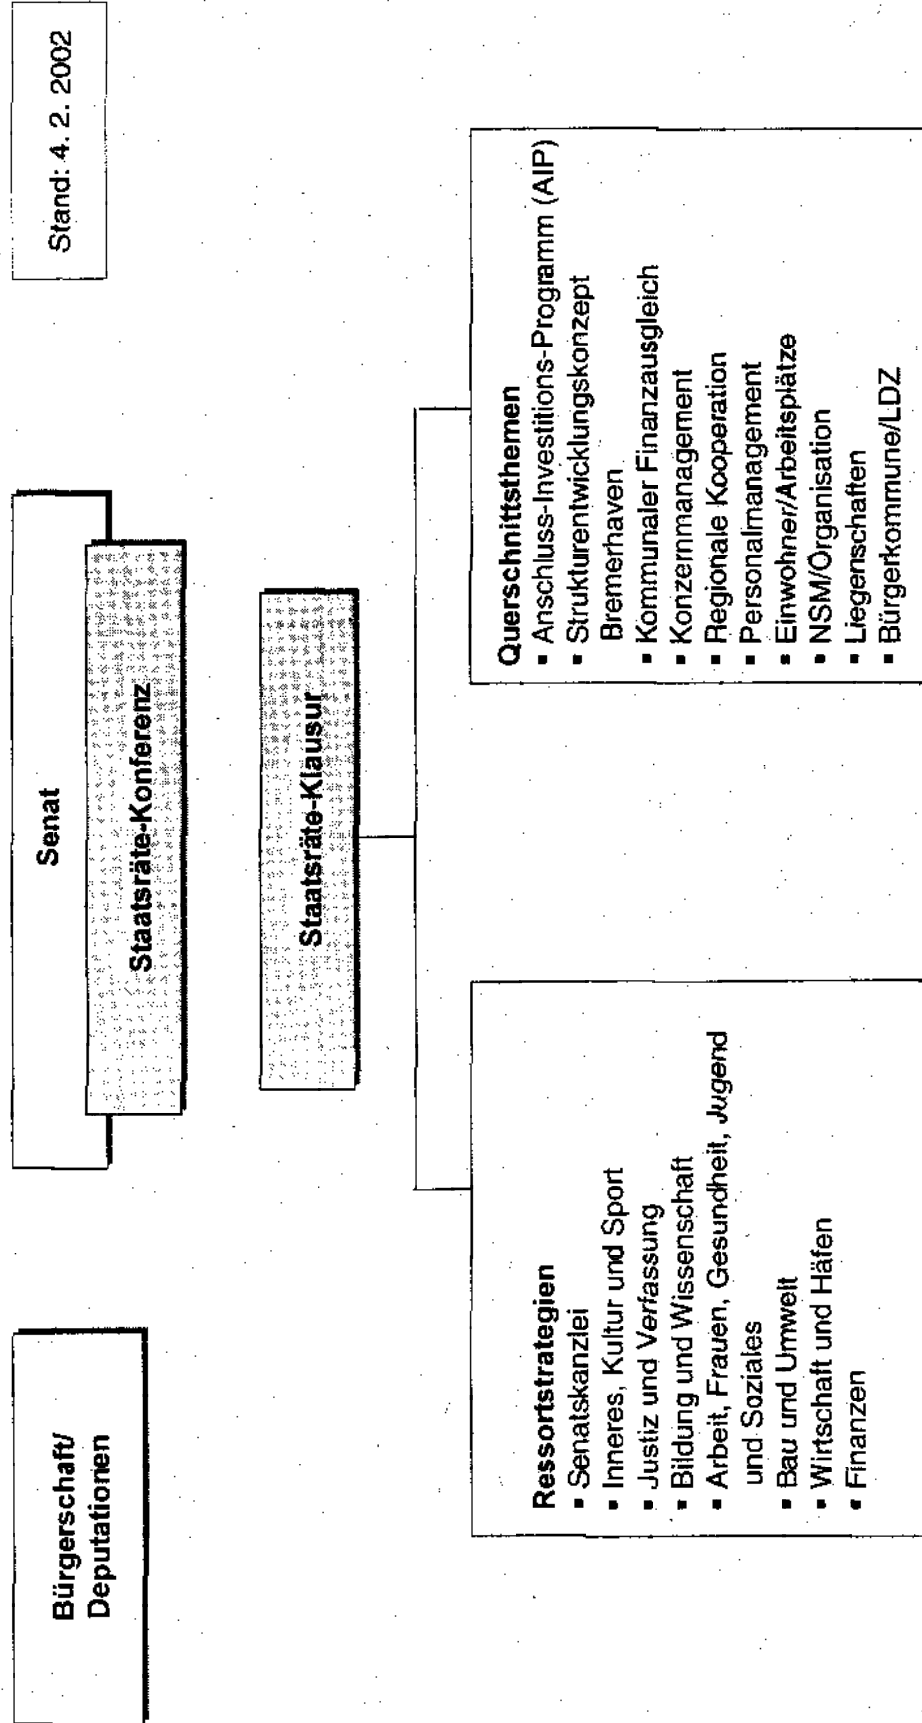 Bürgerschaft/
Deputationen
Senat
Stand: 4. 2. 2002
Staatsräte-Konferenz
Staatsräte-Klausur
Ressortstrategien
▪ Senatskanzlei
▪ Inneres, Kultur und Sport
▪ Justiz und Verfassung
▪ Bildung und Wissenschaft
▪ Arbeit, Frauen, Gesundheit, Jugend
und Soziales
▪ Bau und Umwelt
▪ Wirtschaft und Häfen
▪ Finanzen
Querschnittsthemen
▪ Anschluss-Investitions-Programm (AIP)
▪ Strukturentwicklungskonzept
Bremerhaven
▪ Kommunaler Finanzausgleich
▪ Konzernmanagement
▪ Regionale Kooperation
▪ Personalmanagement
▪ Einwohner/Arbeitsplätze
▪ NSM/Organisation
▪ Liegenschaften
▪ Bürgerkommune/LDZ